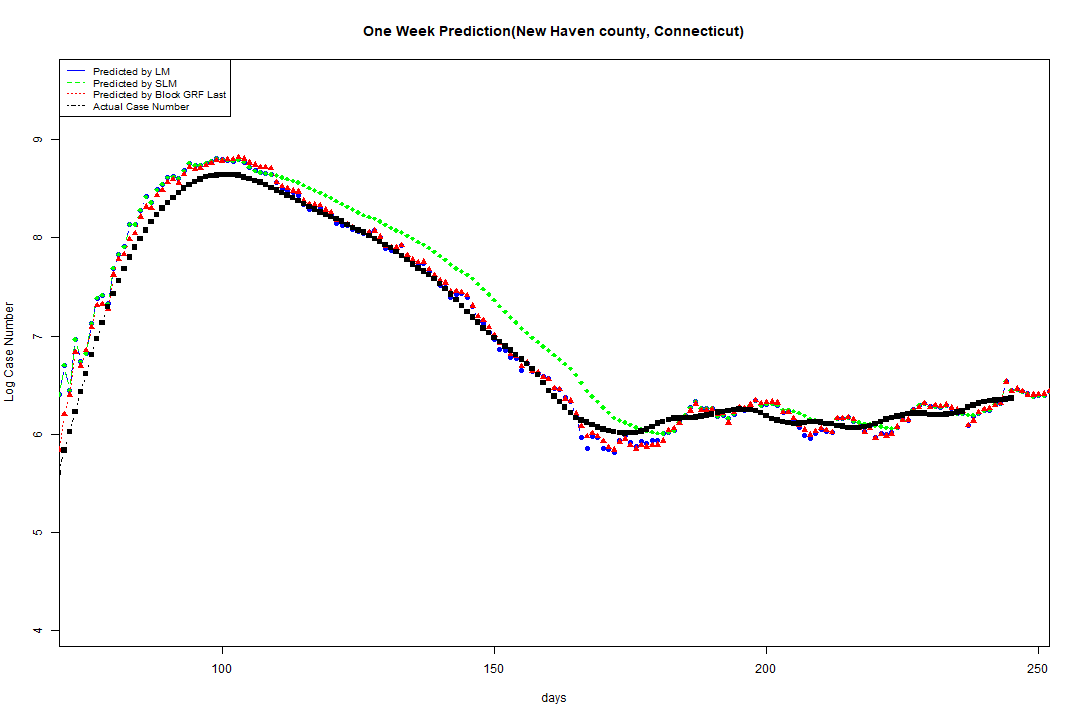 One Week Prediction(New Haven county, Connecticut)
Predicted by LM
Predicted by SLM
Predicted by Block GRF Last
Actual Case Number
9
8
7
6
5
4
Log Case Number
100
150
200
250
days